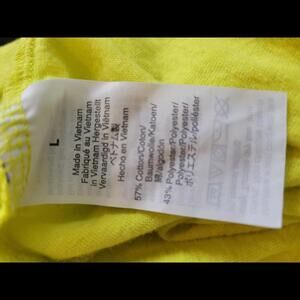 L
Made in Vietnam
Fabriqué au Vietnam
in Vietnam Hergestellt
Vervaardigd in Vietnam
ベトナム製
Hecho en Vietnam
57% Cotton/Coton/
Baumwolle/Katoen/
綿/algodón
43% Polyester/Polyester/
Polyester/Polyester/
ポリエステル/poliéster